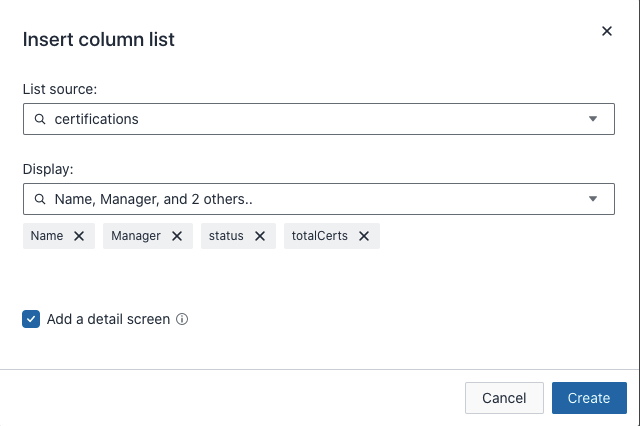 Insert column list
List source:
certifications
Display:
Name, Manager, and 2 others..
Name Manager status totalCerts
Add a detail screen
Cancel Create